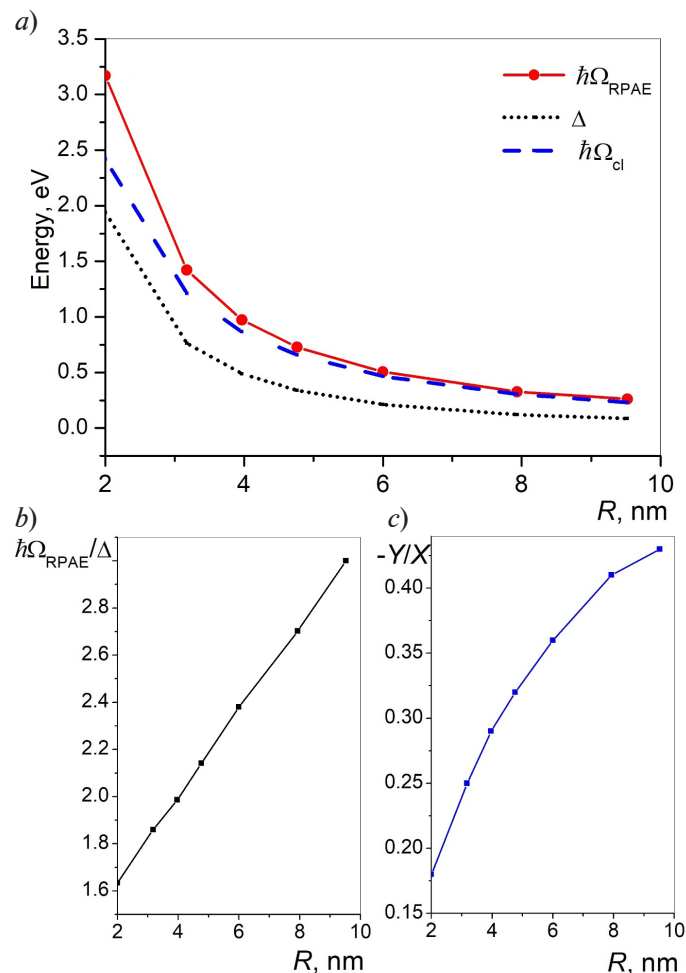 a)
3.5
3.0
2.5
2.0
1.5
1.0
0.5
0.0
Energy, eV
ℏΩRPAE
Δ
ℏΩcl
2 4 6 8 10
R, nm
b)
ℏΩRPAE/Δ
2.8
2.6
2.4
2.2
2.0
1.8
1.6
2 4 6 8 10
R, nm
c)
-Y/X
0.40
0.35
0.30
0.25
0.20
0.15
2 4 6 8 10
R, nm